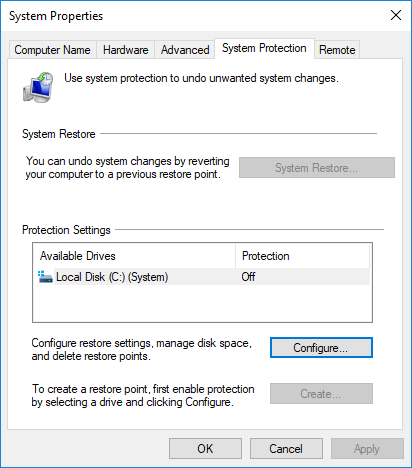 System Properties
Computer Name Hardware Advanced System Protection Remote
Use system protection to undo unwanted system changes.
System Restore
You can undo system changes by reverting
your computer to a previous restore point.
System Restore...
Protection Settings
Available Drives Protection
Local Disk (C:) (System) Off
Configure restore settings, manage disk space,
and delete restore points.
Configure...
To create a restore point, first enable protection
by selecting a drive and clicking Configure.
Create...
OK Cancel Apply